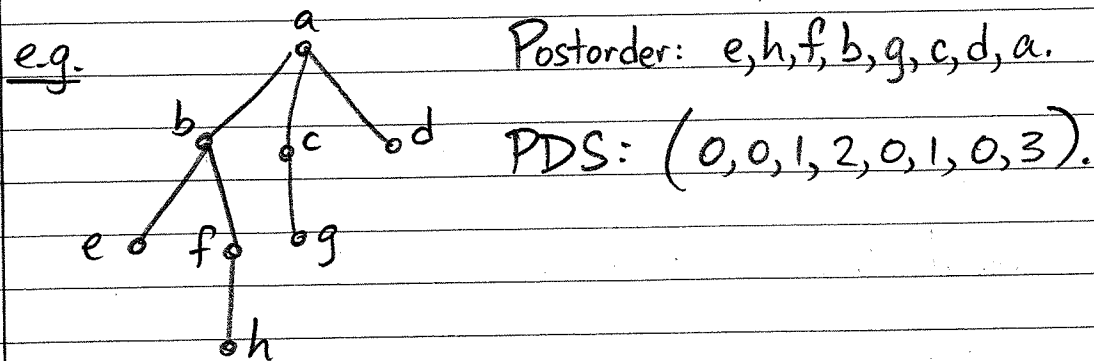 a
e.g.
Postorder: e,h,f,b,g,c,d,a.
b
c
d
PDS: (0,0,1,2,0,1,0,3).
e
f
g
h